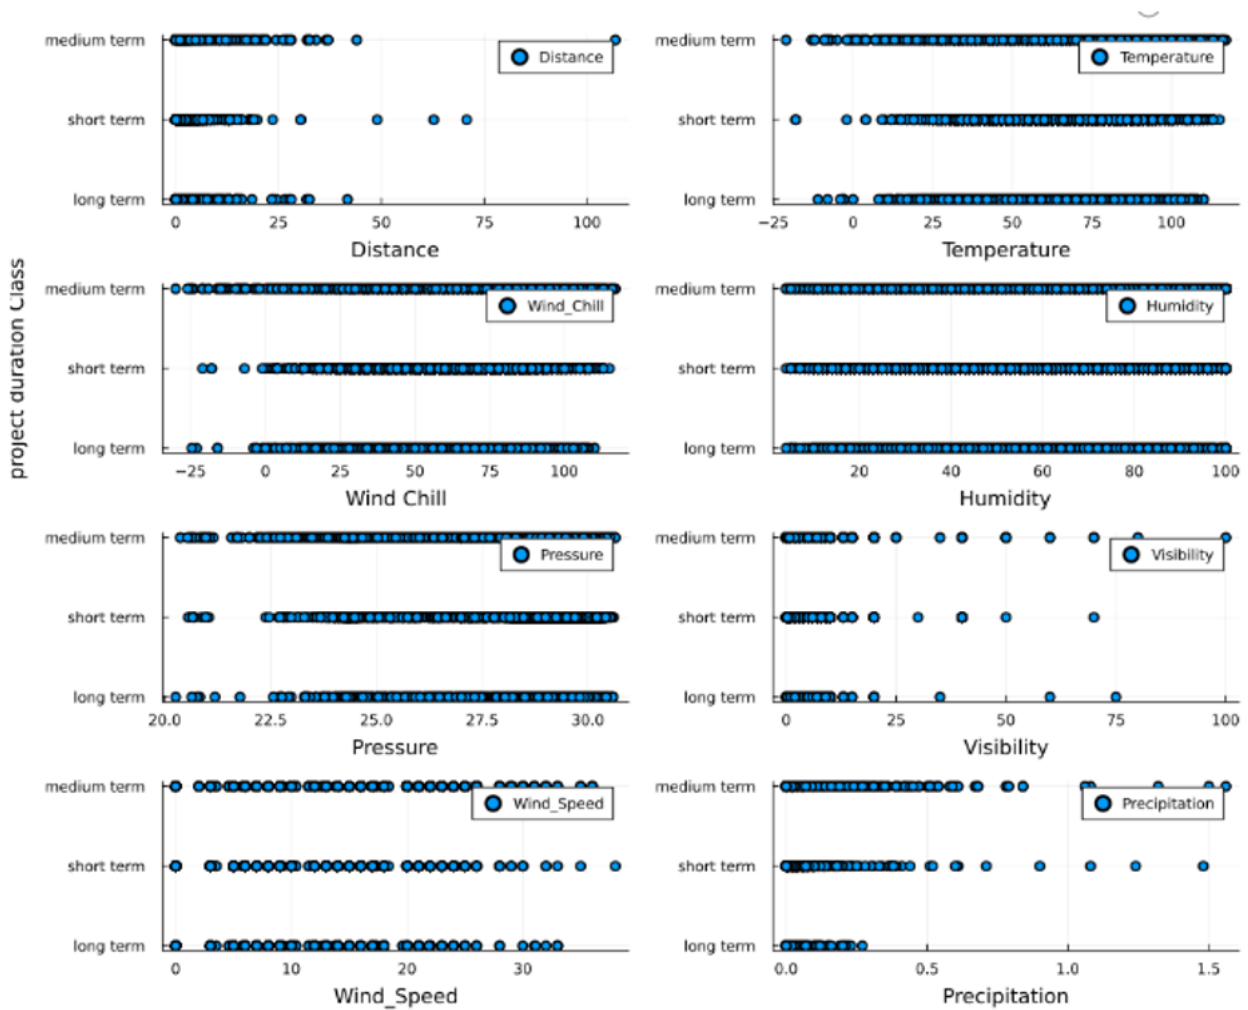 project duration Class
medium term
short term
long term
Distance
0 25 50 75 100
Distance
medium term
short term
long term
Temperature
−25 0 25 50 75 100
Temperature
medium term
short term
long term
Wind_Chill
−25 0 25 50 75 100
Wind Chill
medium term
short term
long term
Humidity
20 40 60 80 100
Humidity
medium term
short term
long term
Pressure
20.0 22.5 25.0 27.5 30.0
Pressure
medium term
short term
long term
Visibility
0 25 50 75 100
Visibility
medium term
short term
long term
Wind_Speed
0 10 20 30
Wind_Speed
medium term
short term
long term
Precipitation
0.0 0.5 1.0 1.5
Precipitation